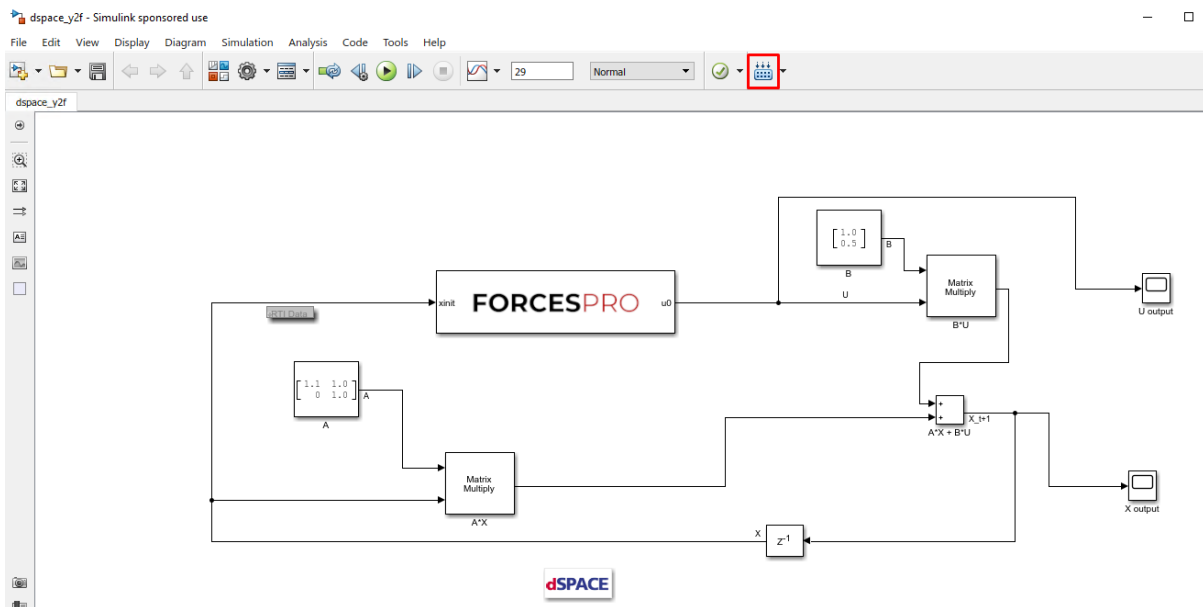 dspace_y2f - Simulink sponsored use
File Edit View Display Diagram Simulation Analysis Code Tools Help
29
Normal
dspace_y2f
[1.0
0.5]
B
B
Matrix
Multiply
B*U
U
xinit
FORCESPRO
u0
U output
RTI Data
[1.1 1.0
0 1.0]
A
A
+
+
X_t+1
A*X + B*U
Matrix
Multiply
A*X
X output
X
Z-1
dSPACE